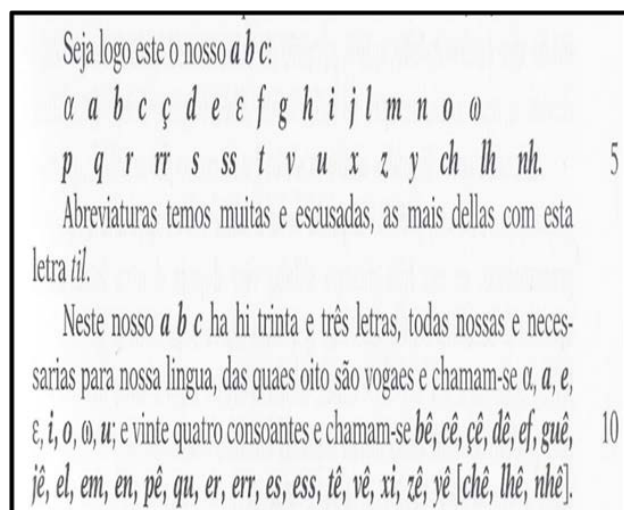 Seja logo este o nosso a b c:
α a b c ç d e ε f g h i j l m n o ω
p q r rr s ss t v u x z y ch lh nh. 5
Abreviaturas temos muitas e escusadas, as mais dellas com esta
letra til.
Neste nosso a b c ha hi trinta e três letras, todas nossas e neces-
sarias para nossa lingua, das quaes oito são vogaes e chamam-se α, a, e,
ε, i, o, ω, u; e vinte quatro consoantes e chamam-se bê, cê, çê, dê, ef, guê, 10
jê, el, em, en, pê, qu, er, err, es, ess, tê, vê, xi, zê, yê [chê, lhê, nhê].